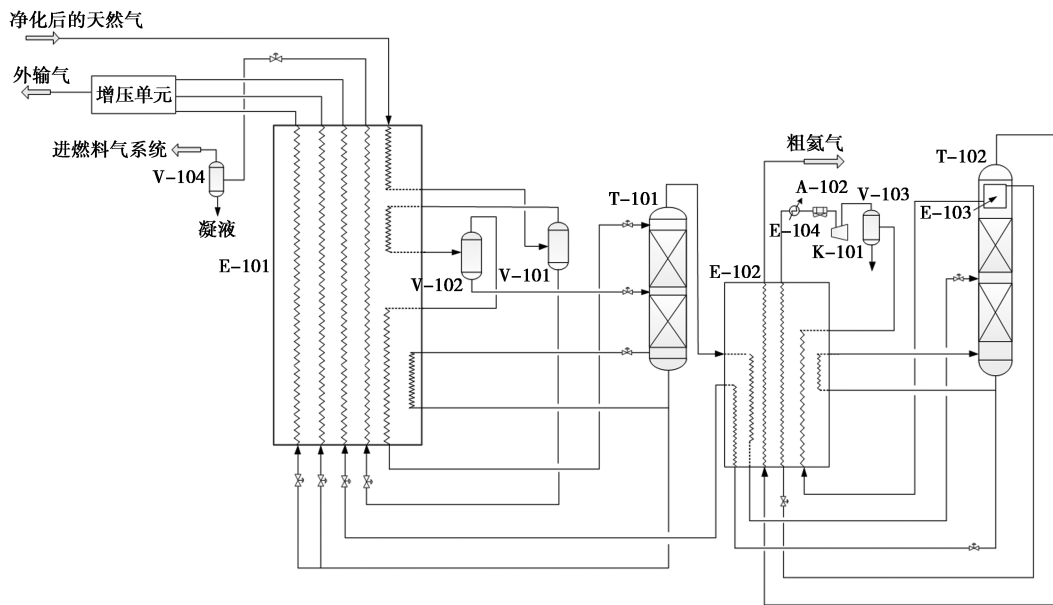 净化后的天然气
外输气
增压单元
进燃料气系统
V-104
凝液
E-101
V-102
V-101
T-101
粗氦气
A-102
V-103
E-104
K-101
E-102
T-102
E-103